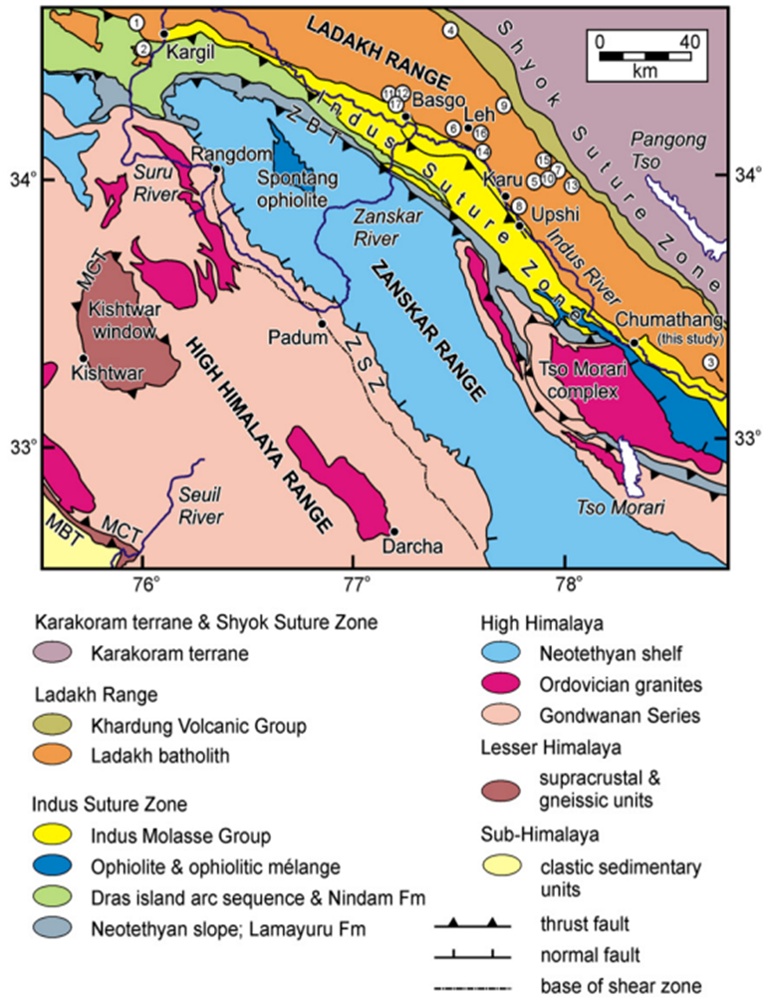 LADAKH RANGE
Shyok Suture Zone
0 40
km
1
2
Kargil
4
11 12
17
Basgo
9
Leh
6
16
14
Indus Suture Zone
ZBT
Pangong
Tso
34°
34°
Rangdom
Suru
River
Spontang
ophiolite
15
7
5
10
13
Karu
8
Upshi
Zanskar
River
Indus River
MCT
Kishtwar
window
ZANSKAR RANGE
Chumathang
(this study)
Padum
ZSZ
3
Kishtwar
HIGH HIMALAYA RANGE
Tso Morari
complex
33°
33°
Seuil
River
Tso Morari
MBT
MCT
Darcha
76°
77°
78°
Karakoram terrane & Shyok Suture Zone
Karakoram terrane
Ladakh Range
Khardung Volcanic Group
Ladakh batholith
Indus Suture Zone
Indus Molasse Group
Ophiolite & ophiolitic mélange
Dras island arc sequence & Nindam Fm
Neotethyan slope; Lamayuru Fm
High Himalaya
Neotethyan shelf
Ordovician granites
Gondwanan Series
Lesser Himalaya
supracrustal &
gneissic units
Sub-Himalaya
clastic sedimentary
units
thrust fault
normal fault
base of shear zone